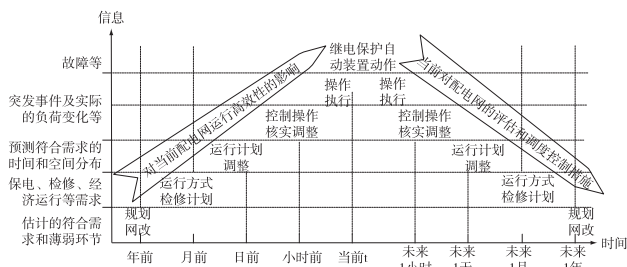 信息
继电保护自
动装置动作
故障等
操作
执行
操作
执行
突发事件及实际
的负荷变化等
控制操作
核实调整
控制操作
核实调整
预测符合需求的
时间和空间分布
运行计划
调整
运行计划
调整
对当前配电网运行高效性的影响
当前对配电网的评估和调度控制措施
保电、检修、经
济运行等需求
运行方式
检修计划
运行方式
检修计划
规划
网改
规划
网改
估计的符合需
求和薄弱环节
时间
年前
月前
日前
小时前
当前t
未来
1小时
未来
1天
未来
1月
未来
1年